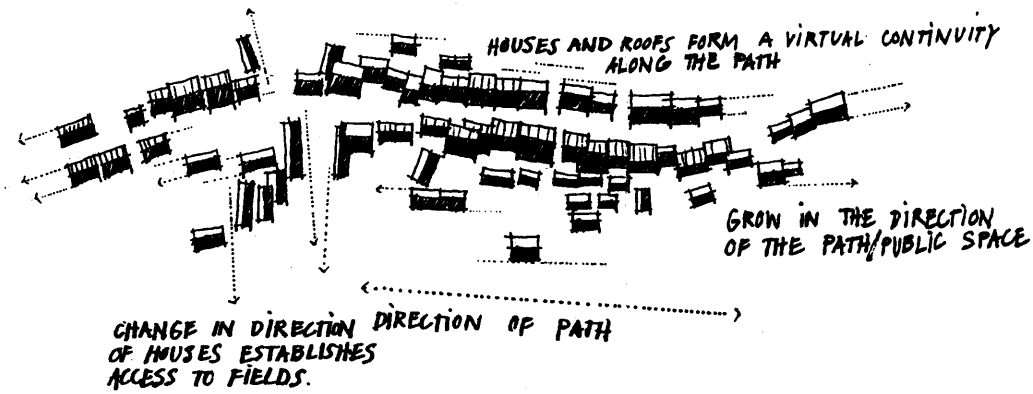 HOUSES AND ROOFS FORM A VIRTUAL CONTINUITY
ALONG THE PATH
GROW IN THE DIRECTION
OF THE PATH/PUBLIC SPACE
DIRECTION OF PATH
CHANGE IN DIRECTION
OF HOUSES ESTABLISHES
ACCESS TO FIELDS.